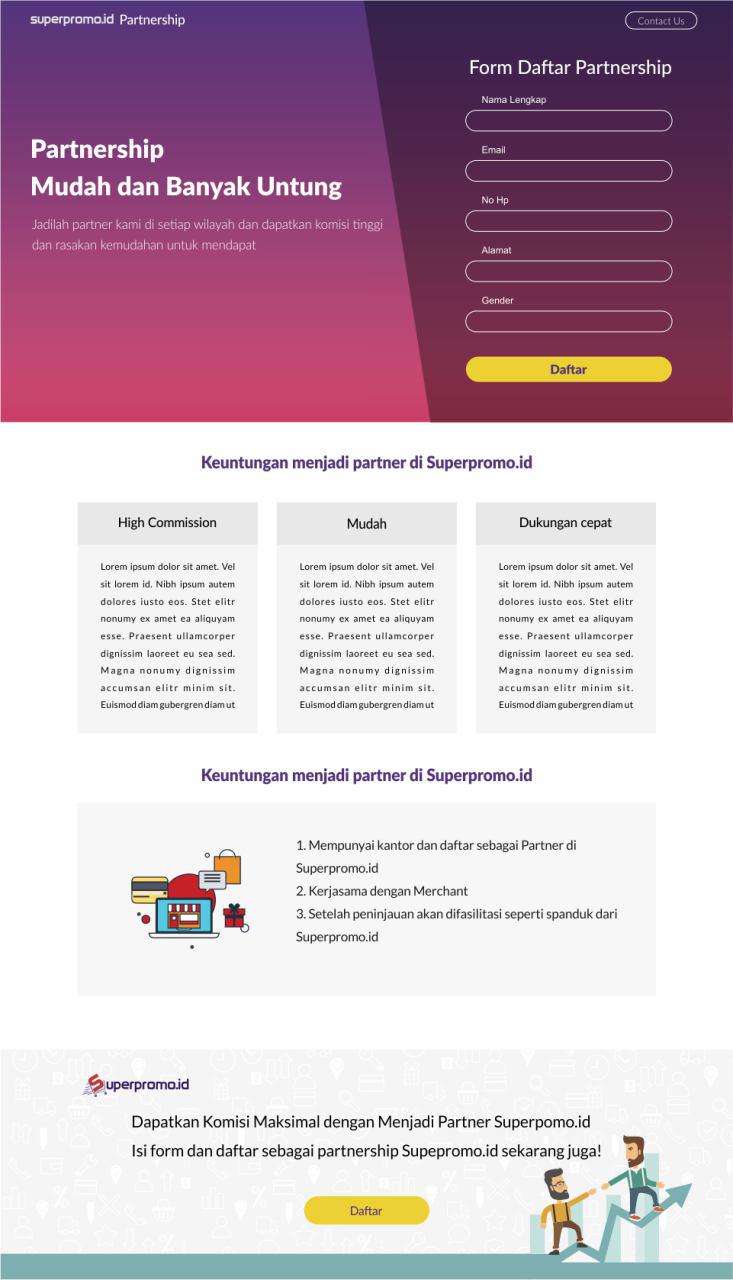 superpromo.id Partnership
Contact Us
Partnership
Mudah dan Banyak Untung
Jadilah partner kami di setiap wilayah dan dapatkan komisi tinggi
dan rasakan kemudahan untuk mendapat
Form Daftar Partnership
Nama Lengkap
Email
No Hp
Alamat
Gender
Daftar
Keuntungan menjadi partner di Superpromo.id
High Commission
Lorem ipsum dolor sit amet. Vel
sit lorem id. Nibh ipsum autem
dolores iusto eos. Stet elitr
nonumy ex amet ea aliquyam
esse. Praesent ullamcorper
dignissim laoreet eu sea sed.
Magna nonumy dignissim
accumsan elitr minim sit.
Euismod diam gubergren diam ut
Mudah
Lorem ipsum dolor sit amet. Vel
sit lorem id. Nibh ipsum autem
dolores iusto eos. Stet elitr
nonumy ex amet ea aliquyam
esse. Praesent ullamcorper
dignissim laoreet eu sea sed.
Magna nonumy dignissim
accumsan elitr minim sit.
Euismod diam gubergren diam ut
Dukungan cepat
Lorem ipsum dolor sit amet. Vel
sit lorem id. Nibh ipsum autem
dolores iusto eos. Stet elitr
nonumy ex amet ea aliquyam
esse. Praesent ullamcorper
dignissim laoreet eu sea sed.
Magna nonumy dignissim
accumsan elitr minim sit.
Euismod diam gubergren diam ut
Keuntungan menjadi partner di Superpromo.id
1. Mempunyai kantor dan daftar sebagai Partner di
Superpromo.id
2. Kerjasama dengan Merchant
3. Setelah peninjauan akan difasilitasi seperti spanduk dari
Superpromo.id
Superpromo.id
Dapatkan Komisi Maksimal dengan Menjadi Partner Superpomo.id
Isi form dan daftar sebagai partnership Supepromo.id sekarang juga!
Daftar